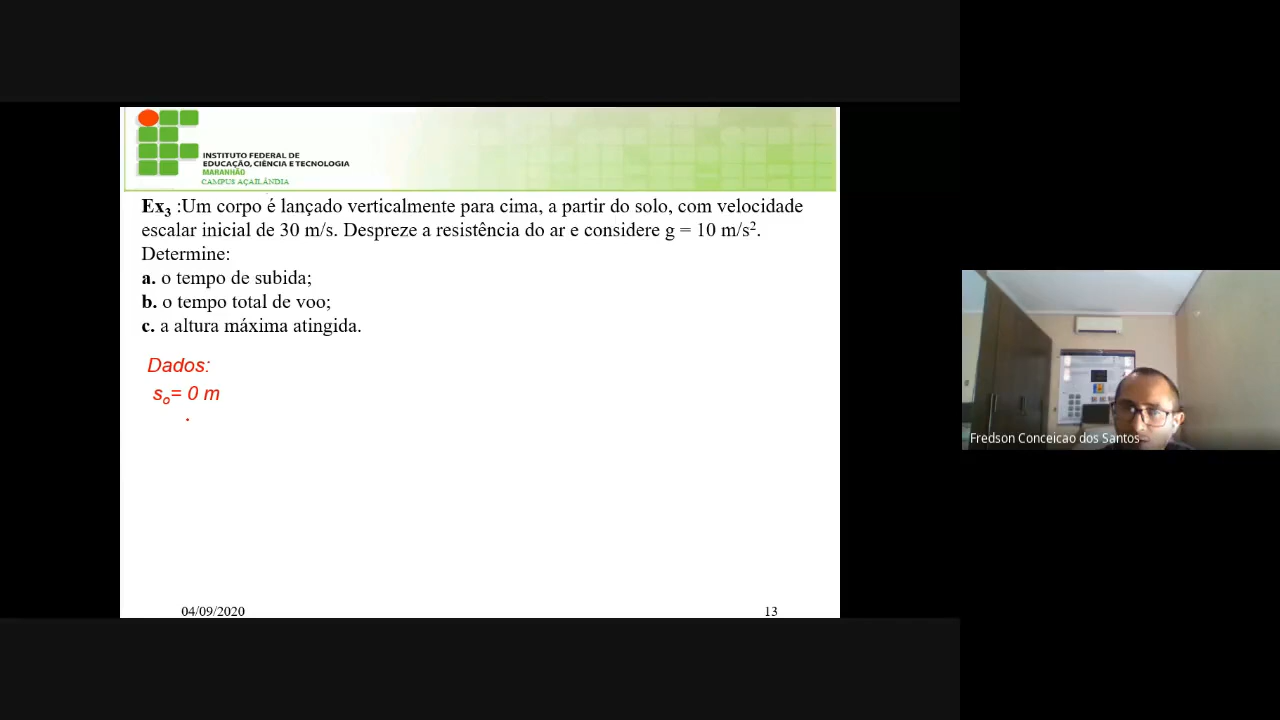 INSTITUTO FEDERAL DE
EDUCAÇÃO, CIÊNCIA E TECNOLOGIA
MARANHÃO
CAMPUS AÇAILÂNDIA
Ex3 :Um corpo é lançado verticalmente para cima, a partir do solo, com velocidade
escalar inicial de 30 m/s. Despreze a resistência do ar e considere g = 10 m/s².
Determine:
a. o tempo de subida;
b. o tempo total de voo;
c. a altura máxima atingida.
Dados:
so= 0 m
04/09/2020
13
Fredson Conceicao dos Santos